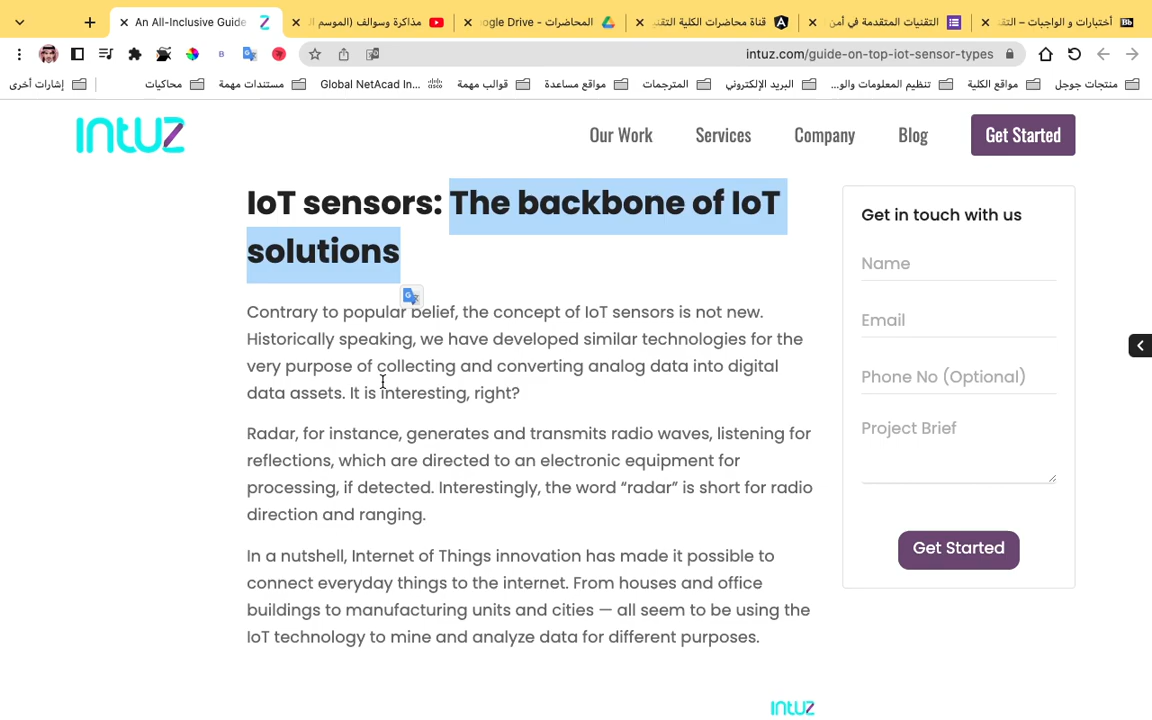 An All-Inclusive Guide
مذاكرة وسوالف (الموسم ال
المحاضرات - Google Drive
قناة محاضرات الكلية التقن
التقنيات المتقدمة في أمن
أختبارات و الواجبات – التقـ
intuz.com/guide-on-top-iot-sensor-types
منتجات جوجل
مواقع الكلية
تنظيم المعلومات والو...
البريد الإلكتروني
المترجمات
مواقع مساعدة
قوالب مهمة
Global NetAcad In...
مستندات مهمة
محاكيات
إشارات أخرى
INTUZ
Our Work
Services
Company
Blog
Get Started
IoT sensors: The backbone of IoT
solutions
Contrary to popular belief, the concept of IoT sensors is not new.
Historically speaking, we have developed similar technologies for the
very purpose of collecting and converting analog data into digital
data assets. It is interesting, right?
Radar, for instance, generates and transmits radio waves, listening for
reflections, which are directed to an electronic equipment for
processing, if detected. Interestingly, the word “radar” is short for radio
direction and ranging.
In a nutshell, Internet of Things innovation has made it possible to
connect everyday things to the internet. From houses and office
buildings to manufacturing units and cities — all seem to be using the
IoT technology to mine and analyze data for different purposes.
Get in touch with us
Name
Email
Phone No (Optional)
Project Brief
Get Started
INTUZ